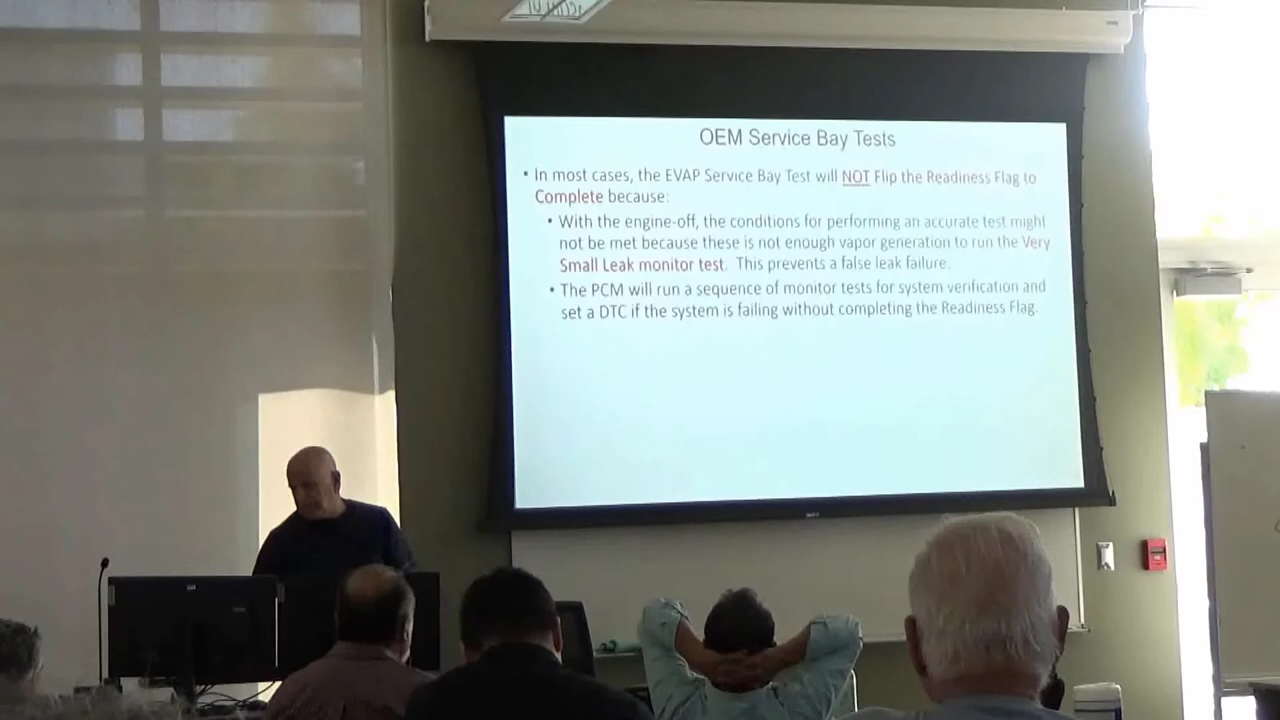 OEM Service Bay Tests
• In most cases, the EVAP Service Bay Test will NOT Flip the Readiness Flag to
Complete because:
• With the engine-off, the conditions for performing an accurate test might
not be met because these is not enough vapor generation to run the Very
Small Leak monitor test. This prevents a false leak failure.
• The PCM will run a sequence of monitor tests for system verification and
set a DTC if the system is failing without completing the Readiness Flag.